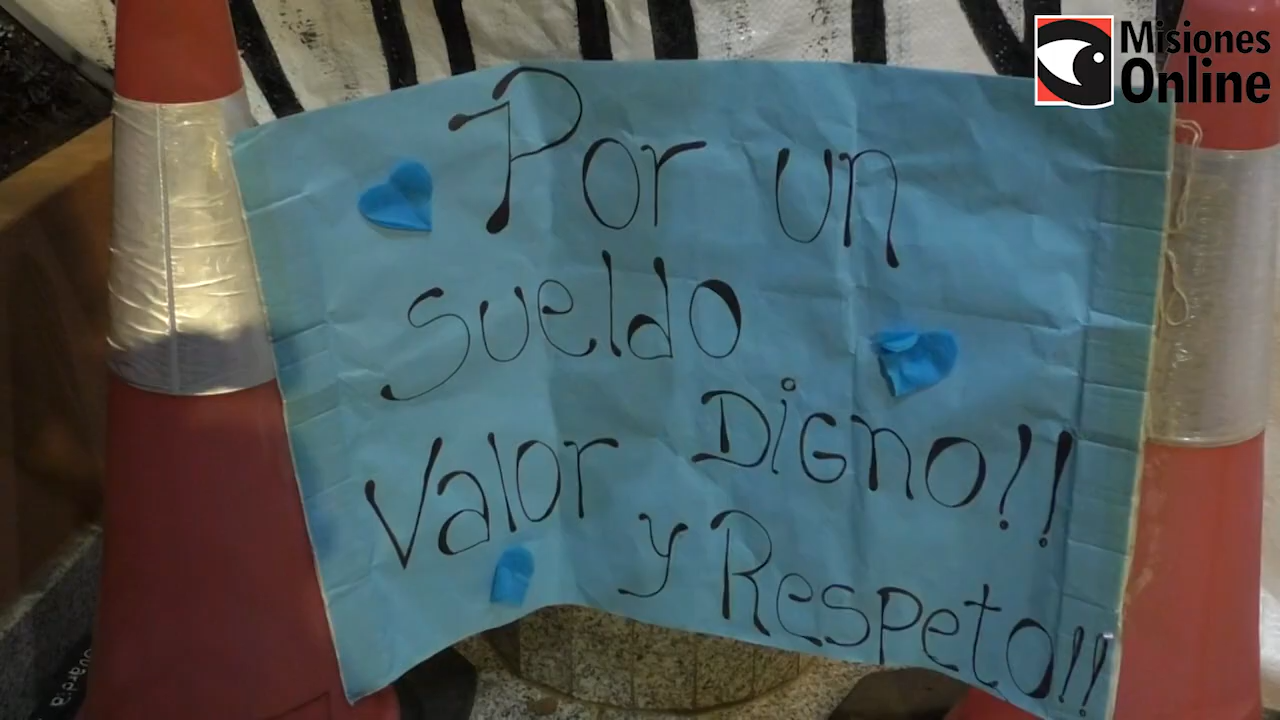 Misiones
Online
Por un
sueldo
Digno!!
Valor
y Respeto!!